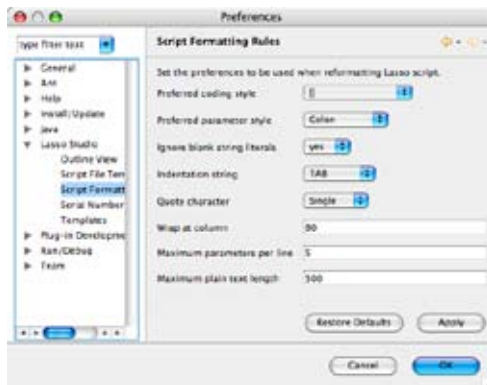 Preferences
type filter text
Script Formatting Rules
General
Ant
Help
Install/Update
Java
Lasso Studio
Outline View
Script File Tem
Script Formatt
Serial Number
Templates
Plug-in Developme
Run/Debug
Team
Set the preferences to be used when reformatting Lasso script.
Preferred coding style []
Preferred parameter style Colon
Ignore blank string literals yes
Indentation string TAB
Quote character Single
Wrap at column 80
Maximum parameters per line 5
Maximum plain text length 500
Restore Defaults Apply
Cancel OK